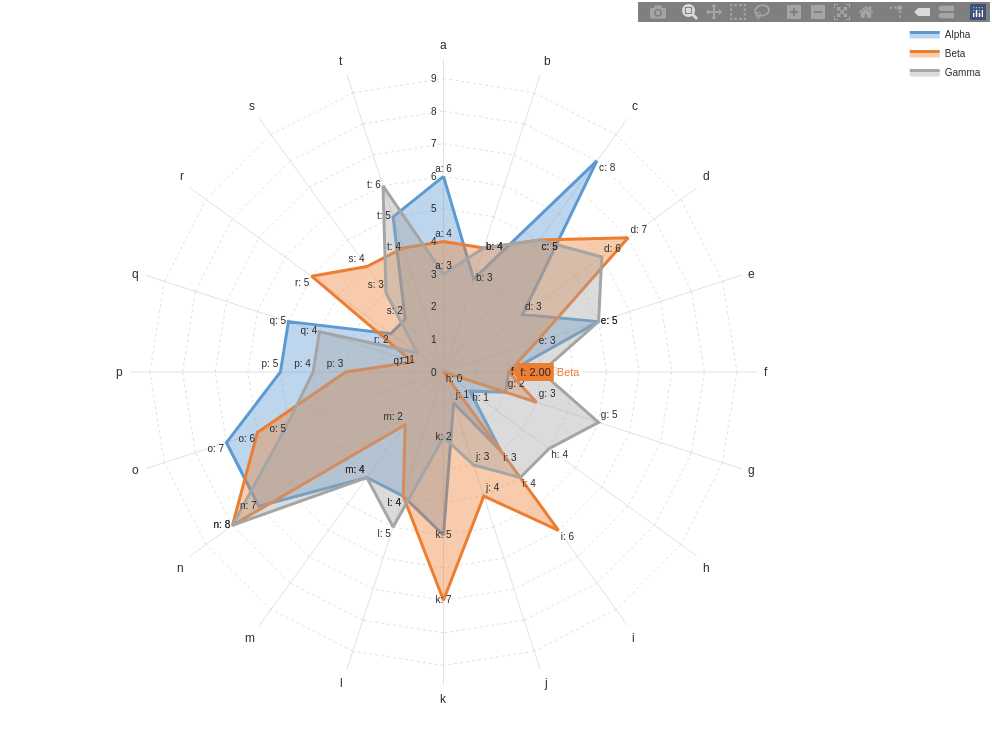 Alpha
Beta
Gamma
a
t
b
9
s
c
8
7
r
d
a: 6
c: 8
6
t: 6
5
t: 5
d: 7
a: 4
4
t: 4
b: 4
c: 5
d: 6
s: 4
a: 3
3
q
e
b: 3
r: 5
s: 3
2
d: 3
s: 2
q: 5
e: 5
q: 4
r: 2
1
e: 3
p: 5
p: 4
p: 3
p
0
f: 2.00
Beta
f
h: 0
g: 2
j: 1
h: 1
g: 3
m: 2
g: 5
o: 5
o: 6
k: 2
o: 7
j: 3
i: 3
h: 4
o
g
m: 4
i: 4
j: 4
n: 7
l: 4
n: 8
l: 5
k: 5
i: 6
n
h
k: 7
m
i
l
j
k